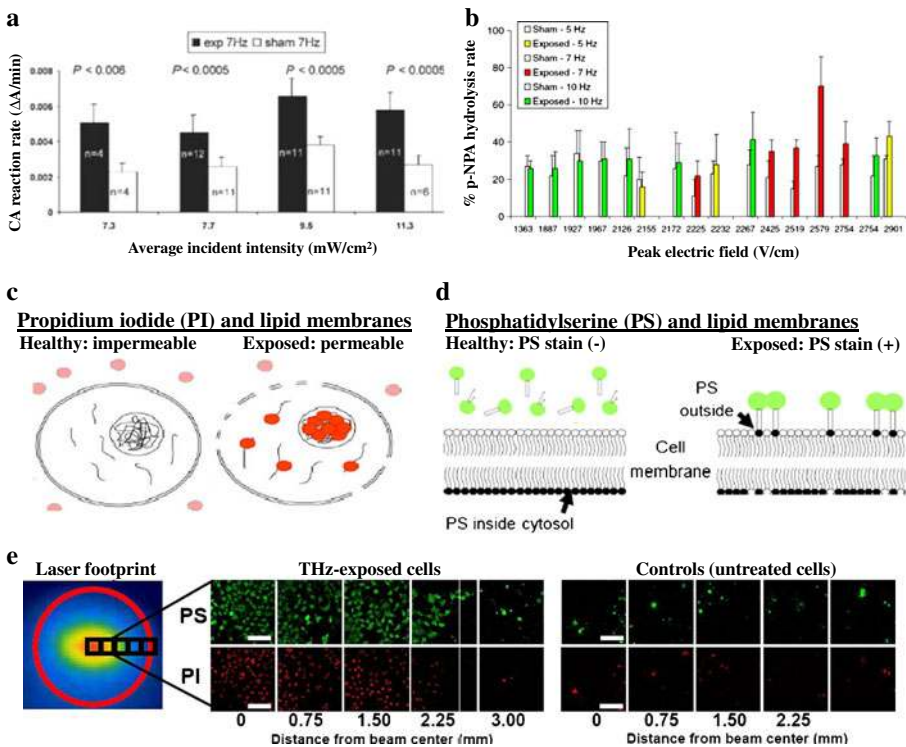 a
exp 7Hz sham 7Hz
P < 0.006 P < 0.0005 P < 0.0005 P < 0.0005
CA reaction rate (ΔA/min)
0.008
0.006
0.004
0.002
0
n=4 n=4 n=12 n=11 n=11 n=11 n=11 n=6
7.3 7.7 9.5 11.3
Average incident intensity (mW/cm²)
b
% p-NPA hydrolysis rate
Sham - 5 Hz
Exposed - 5 Hz
Sham - 7 Hz
Exposed - 7 Hz
Sham - 10 Hz
Exposed - 10 Hz
100
80
60
40
20
0
1363 1887 1927 1967 2126 2155 2172 2225 2232 2267 2425 2519 2579 2754 2754 2901
Peak electric field (V/cm)
c
Propidium iodide (PI) and lipid membranes
Healthy: impermeable Exposed: permeable
d
Phosphatidylserine (PS) and lipid membranes
Healthy: PS stain (-) Exposed: PS stain (+)
PS
outside
Cell
membrane
PS inside cytosol
e
Laser footprint THz-exposed cells Controls (untreated cells)
PS
PI
0 0.75 1.50 2.25 3.00 0 0.75 1.50 2.25
Distance from beam center (mm) Distance from beam center (mm)